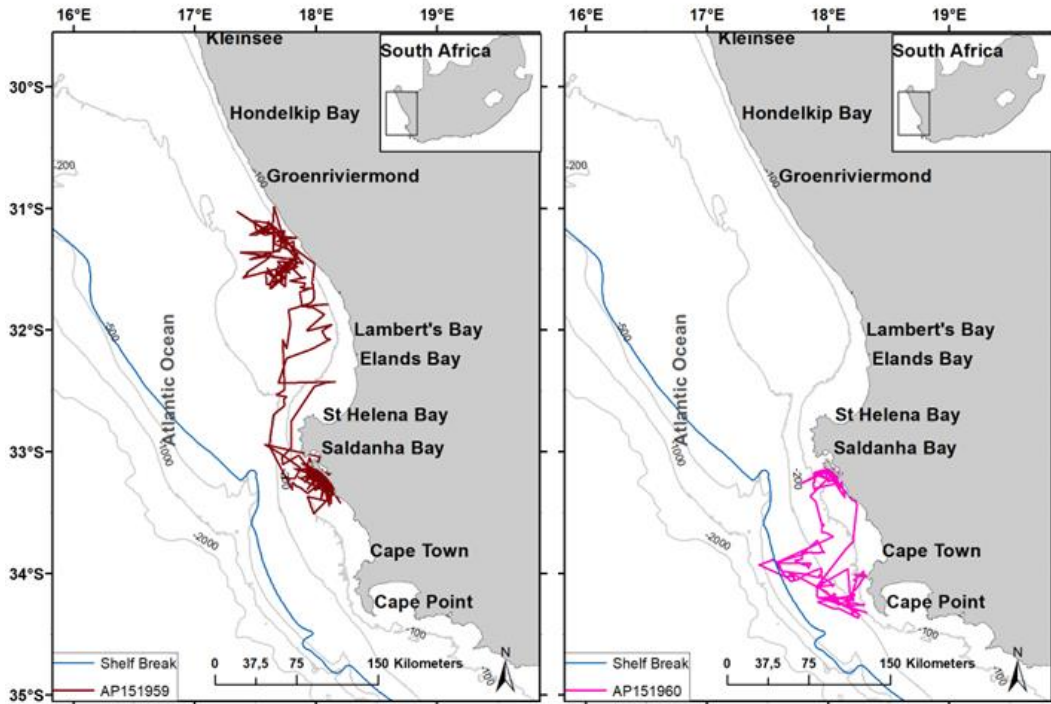 16°E 17°E 18°E 19°E 16°E 17°E 18°E 19°E
Kleinsee
South Africa
30°S
Hondelkip Bay
-200
-100
Groenriviermond
31°S
-500
32°S
Lambert's Bay
Elands Bay
Atlantic Ocean
St Helena Bay
-1000
33°S
Saldanha Bay
-200
-2000
Cape Town
34°S
Cape Point
-100
N
Shelf Break
0 37,5 75 150 Kilometers
-100
AP151959
35°S
Kleinsee
South Africa
Hondelkip Bay
-200
-100
Groenriviermond
-500
Lambert's Bay
Elands Bay
Atlantic Ocean
St Helena Bay
-1000
Saldanha Bay
-200
-2000
Cape Town
Cape Point
-100
N
Shelf Break
0 37,5 75 150 Kilometers
-100
AP151960